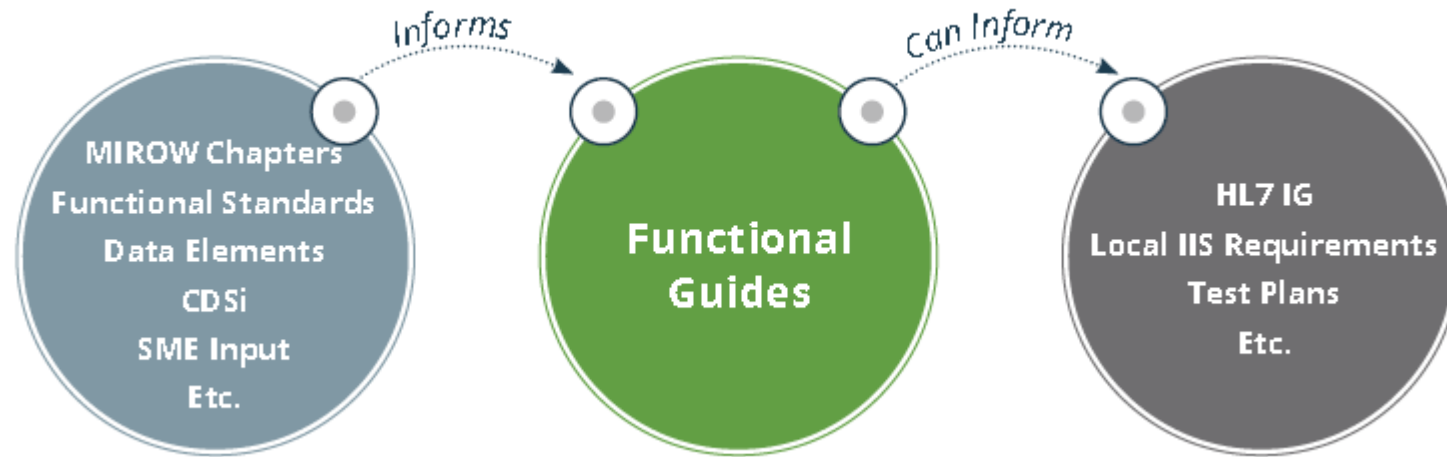 Informs
Can Inform
MIROW Chapters
Functional Standards
Data Elements
CDSi
SME Input
Etc.
Functional
Guides
HL7 IG
Local IIS Requirements
Test Plans
Etc.